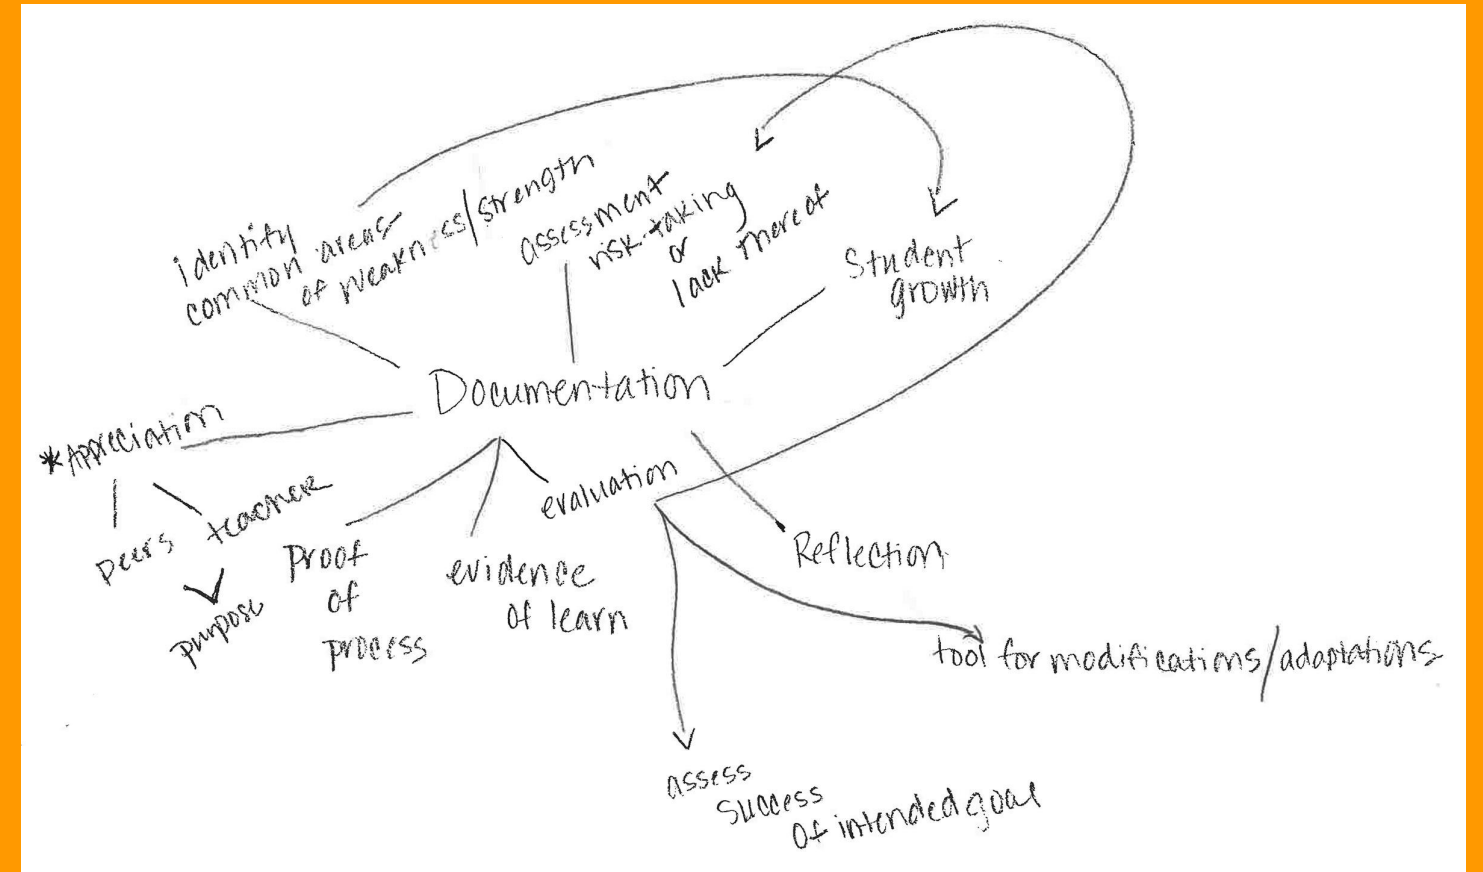 identify
common areas
of weakness/strength
assessment
risk-taking
or
lack thereof
Student
growth
Documentation
*Appreciation
peers
teacher
purpose
Proof
of
process
evidence
of learn
evaluation
Reflection
tool for modifications/adaptations
assess
success
of intended goal